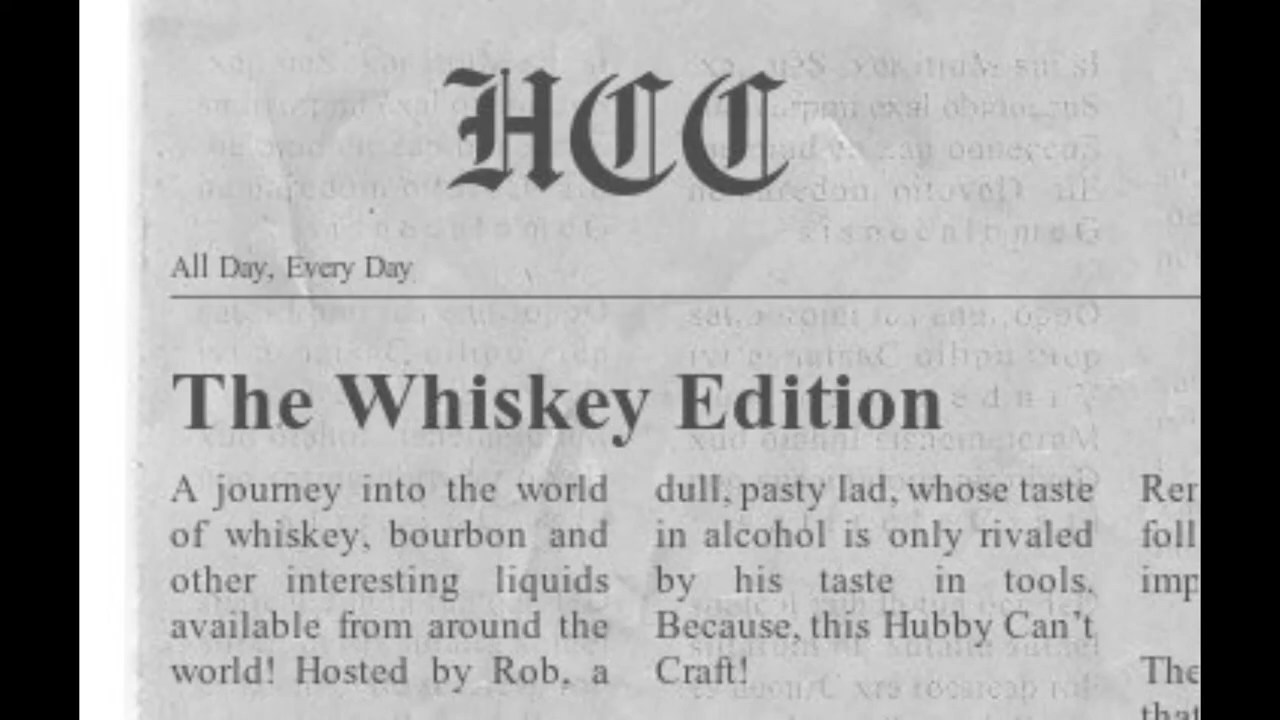 HCC
All Day, Every Day
The Whiskey Edition
A journey into the world
of whiskey, bourbon and
other interesting liquids
available from around the
world! Hosted by Rob, a
dull, pasty lad, whose taste
in alcohol is only rivaled
by his taste in tools.
Because, this Hubby Can't
Craft!
The